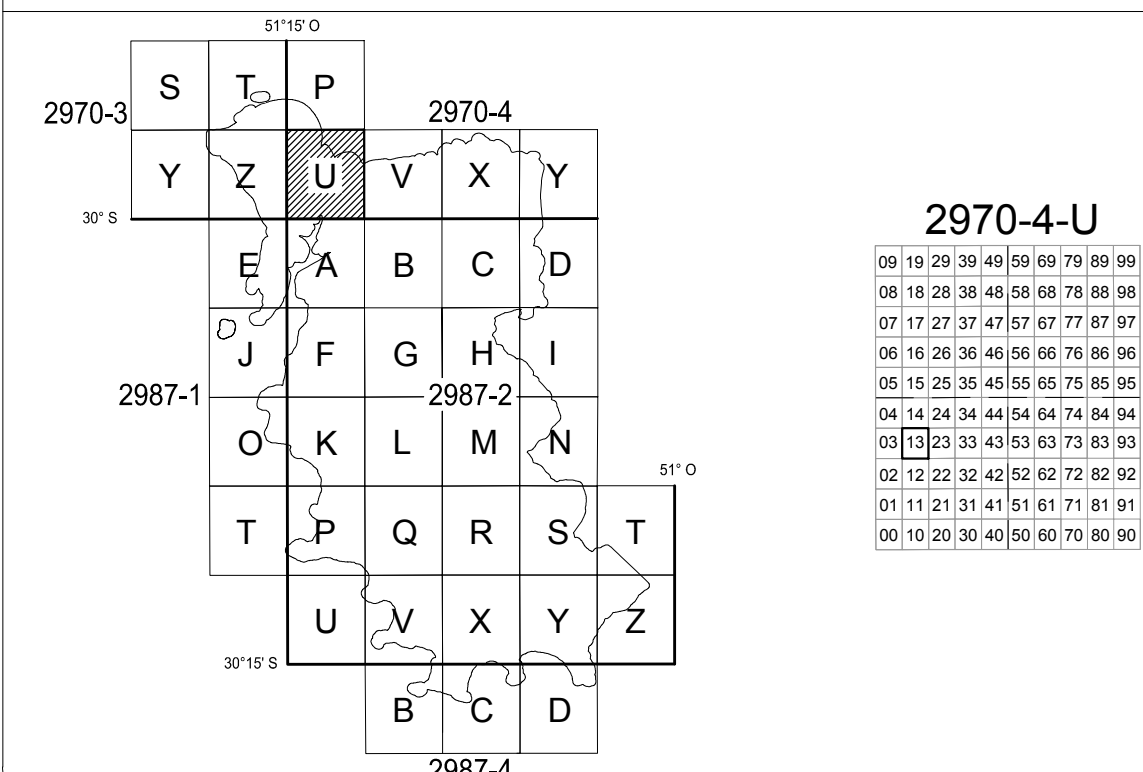 51°15' O
S T P
2970-3 2970-4
Y Z U V X Y
30° S
E A B C D
J F G H I
2987-1 2987-2
O K L M N
51° O
T P Q R S T
U V X Y Z
30°15' S
B C D
2987-4
2970-4-U
09 19 29 39 49 59 69 79 89 99
08 18 28 38 48 58 68 78 88 98
07 17 27 37 47 57 67 77 87 97
06 16 26 36 46 56 66 76 86 96
05 15 25 35 45 55 65 75 85 95
04 14 24 34 44 54 64 74 84 94
03 13 23 33 43 53 63 73 83 93
02 12 22 32 42 52 62 72 82 92
01 11 21 31 41 51 61 71 81 91
00 10 20 30 40 50 60 70 80 90